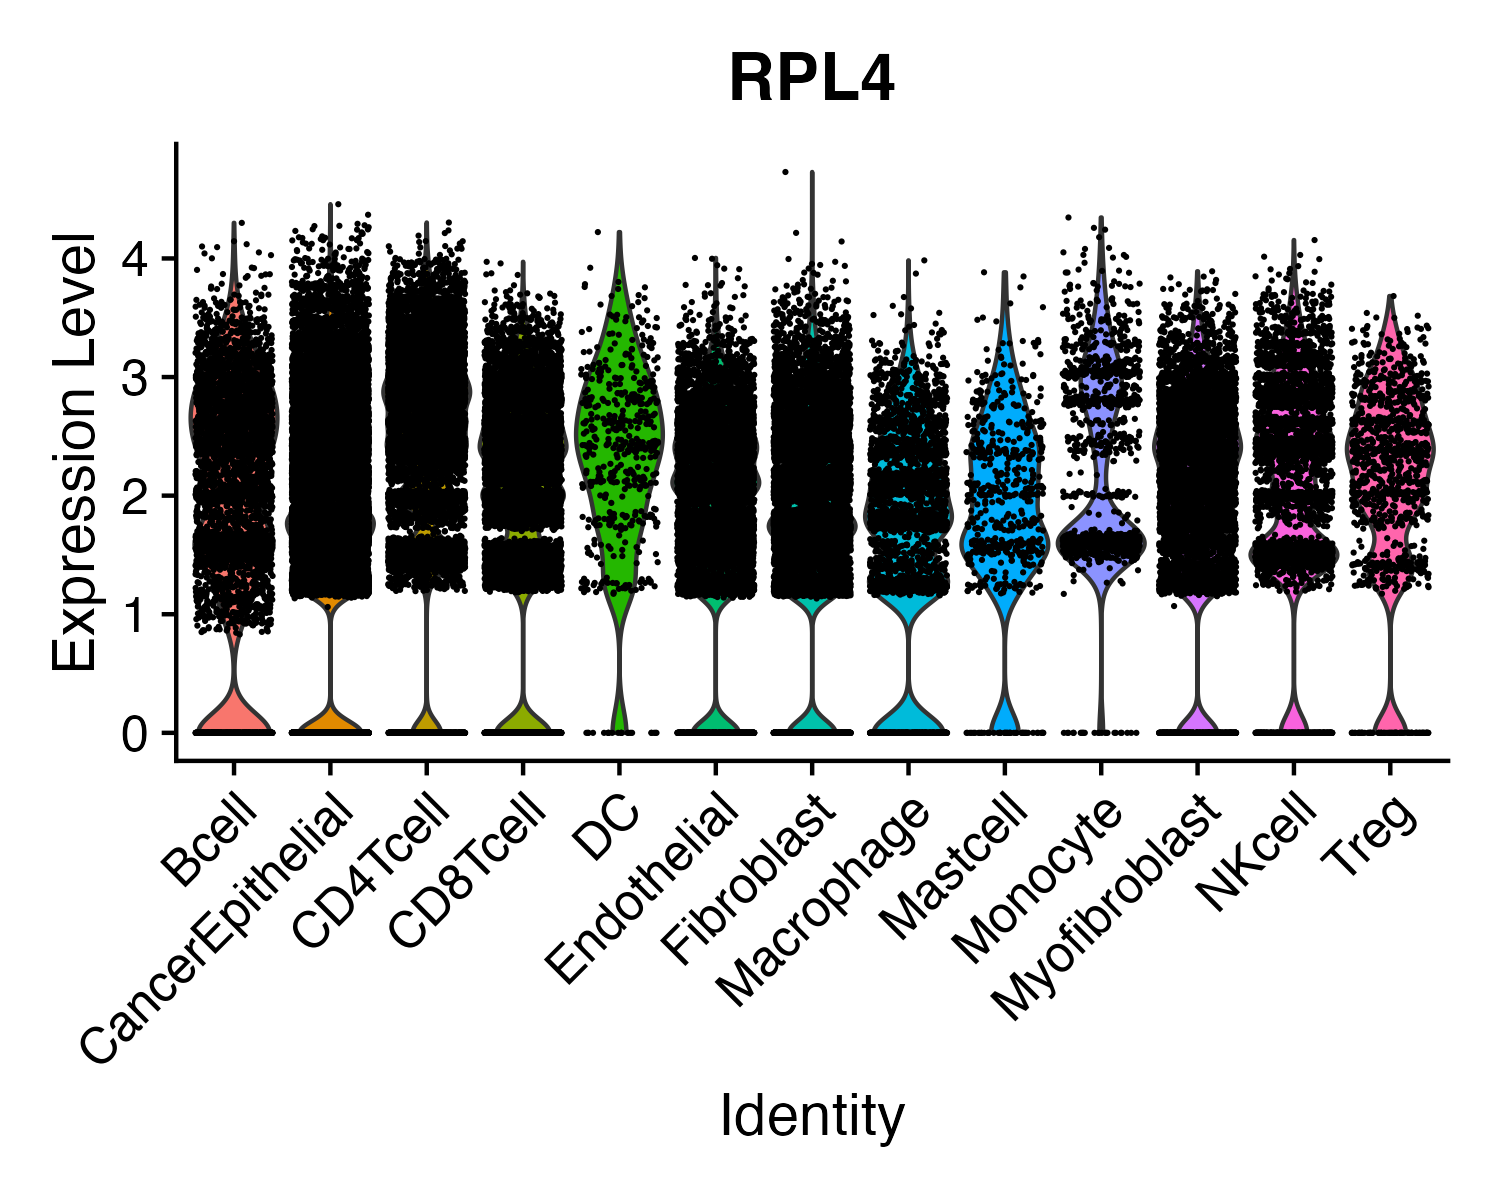 RPL4
Expression Level
4
3
2
1
0
Bcell
CancerEpithelial
CD4Tcell
CD8Tcell
DC
Endothelial
Fibroblast
Macrophage
Mastcell
Monocyte
Myofibroblast
NKcell
Treg
Identity